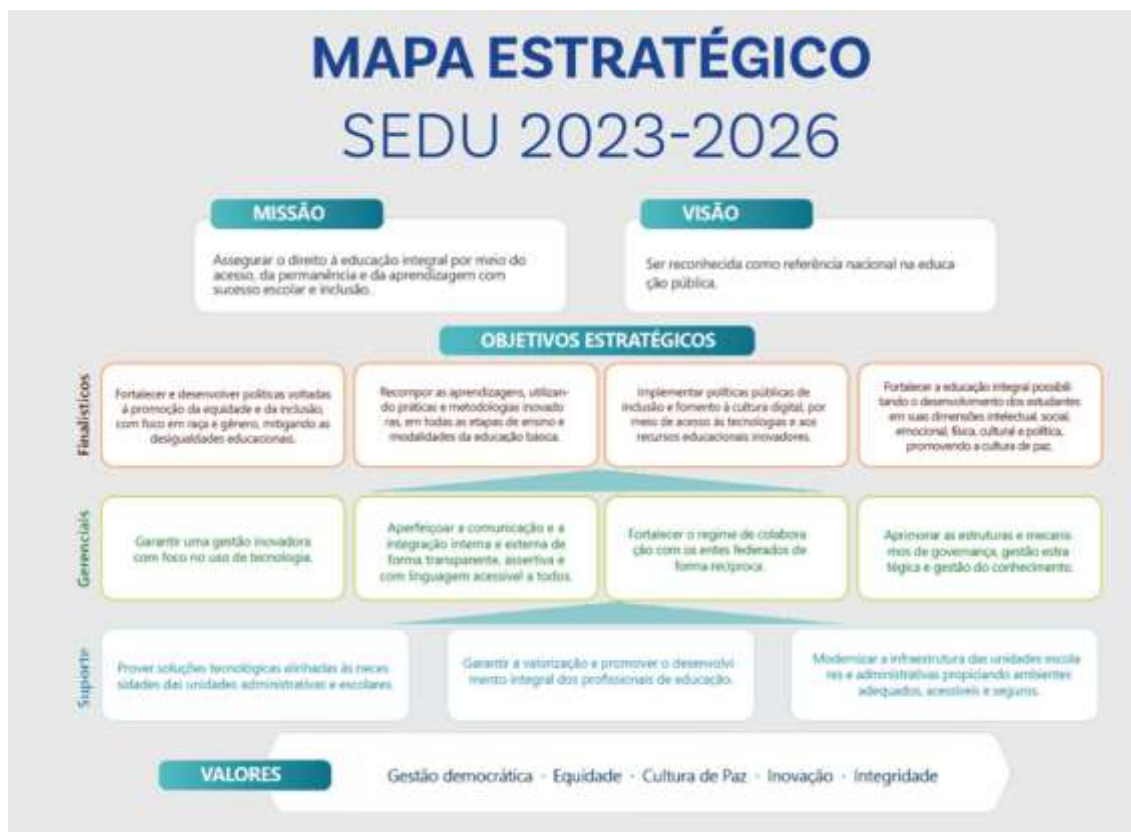 MAPA ESTRATÉGICO
SEDU 2023-2026
MISSÃO
Assegurar o direito à educação integral por meio do
acesso, da permanência e da aprendizagem com
sucesso escolar e inclusão.
VISÃO
Ser reconhecida como referência nacional na educa
ção pública.
OBJETIVOS ESTRATÉGICOS
Finalísticos
Fortalecer e desenvolver políticas voltadas
à promoção da equidade e da inclusão,
com foco em raça e gênero, mitigando as
desigualdades educacionais.
Recompor as aprendizagens, utilizan-
do práticas e metodologias inovado
ras, em todas as etapas de ensino e
modalidades da educação básica.
Implementar políticas públicas de
inclusão e fomento à cultura digital, por
meio de acesso às tecnologias e aos
recursos educacionais inovadores.
Fortalecer a educação integral possibili
tando o desenvolvimento dos estudantes
em suas dimensões intelectual, social,
emocional, física, cultural e política,
promovendo a cultura de paz.
Gerenciais
Garantir uma gestão inovadora
com foco no uso de tecnologia.
Aperfeiçoar a comunicação e a
integração interna e externa de
forma transparente, assertiva e
com linguagem acessível a todos.
Fortalecer o regime de colabora
ção com os entes federados de
forma recíproca.
Aprimorar as estruturas e mecanis
mos de governança, gestão estra
tégica e gestão do conhecimento.
Suporte
Prover soluções tecnológicas alinhadas às neces
sidades das unidades administrativas e escolares.
Garantir a valorização e promover o desenvolvi
mento integral dos profissionais de educação.
Modernizar a infraestrutura das unidades escola
res e administrativas propiciando ambientes
adequados, acessíveis e seguros.
VALORES
Gestão democrática · Equidade · Cultura de Paz · Inovação · Integridade